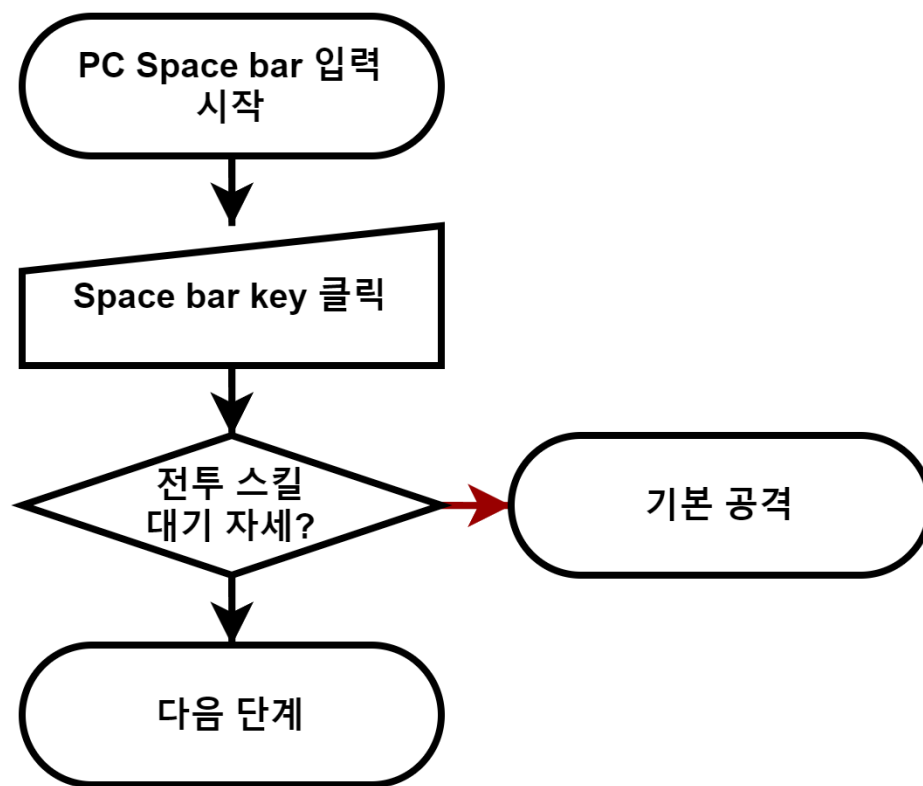 PC Space bar 입력
시작
Space bar key 클릭
전투 스킬
대기 자세?
기본 공격
다음 단계